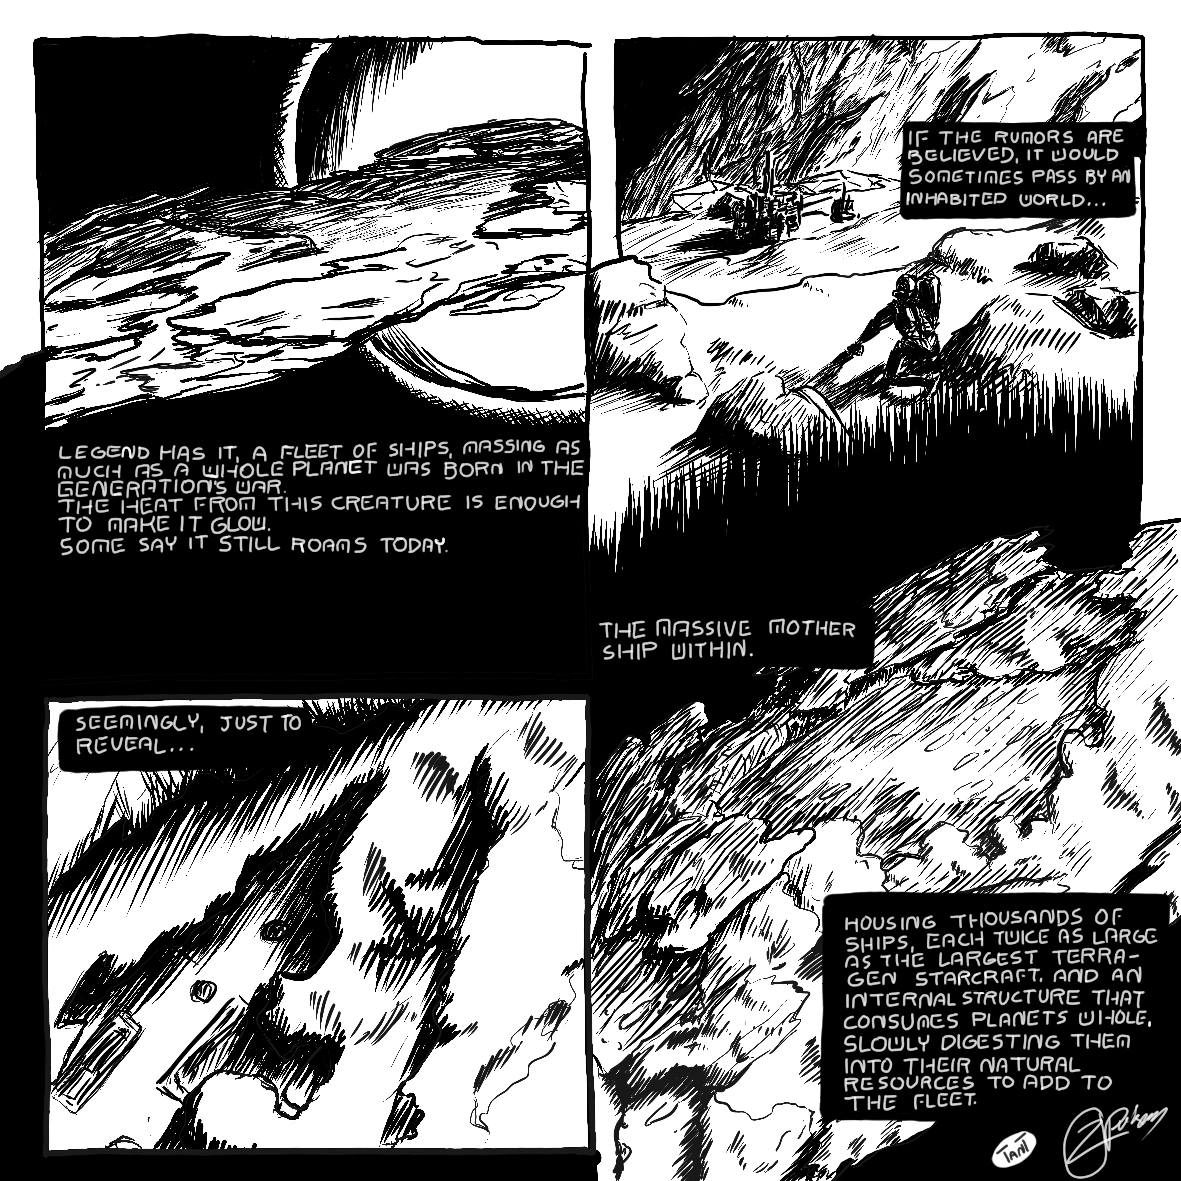 LEGEND HAS IT, A FLEET OF SHIPS, MASSING AS
MUCH AS A WHOLE PLANET WAS BORN IN THE
GENERATION'S WAR.
THE HEAT FROM THIS CREATURE IS ENOUGH
TO MAKE IT GLOW.
SOME SAY IT STILL ROAMS TODAY.
IF THE RUMORS ARE
BELIEVED, IT WOULD
SOMETIMES PASS BY AN
INHABITED WORLD...
SEEMINGLY, JUST TO
REVEAL...
THE MASSIVE MOTHER
SHIP WITHIN.
HOUSING THOUSANDS OF
SHIPS, EACH TWICE AS LARGE
AS THE LARGEST TERRA-
GEN STARCRAFT. AND AN
INTERNAL STRUCTURE THAT
CONSUMES PLANETS WHOLE,
SLOWLY DIGESTING THEM
INTO THEIR NATURAL
RESOURCES TO ADD TO
THE FLEET.
TANT